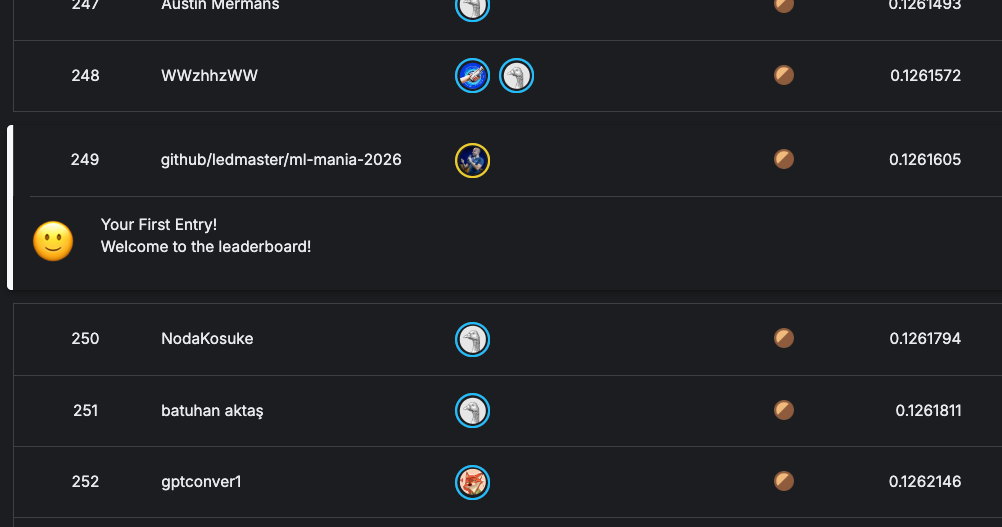 247 Austin Mermans 0.1261493
248 WWzhhzWW 0.1261572
249 github/ledmaster/ml-mania-2026 0.1261605
Your First Entry!
Welcome to the leaderboard!
250 NodaKosuke 0.1261794
251 batuhan aktaş 0.1261811
252 gptconver1 0.1262146